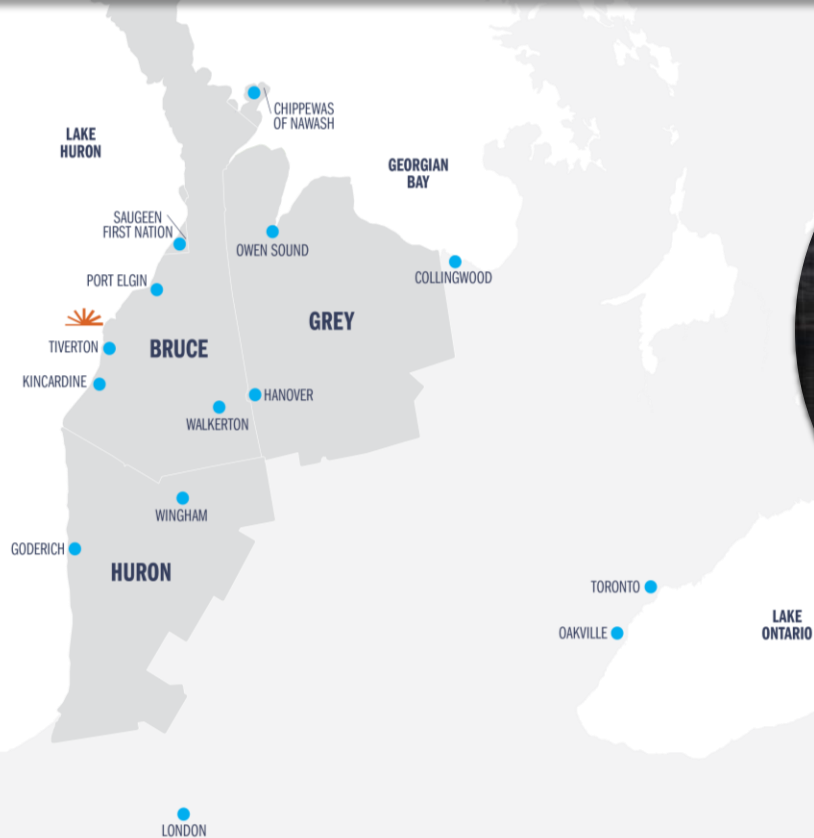 CHIPPEWAS
OF NAWASH
LAKE
HURON
GEORGIAN
BAY
SAUGEEN
FIRST NATION
OWEN SOUND
COLLINGWOOD
PORT ELGIN
GREY
TIVERTON
BRUCE
KINCARDINE
HANOVER
WALKERTON
WINGHAM
GODERICH
HURON
TORONTO
LAKE
ONTARIO
OAKVILLE
LONDON